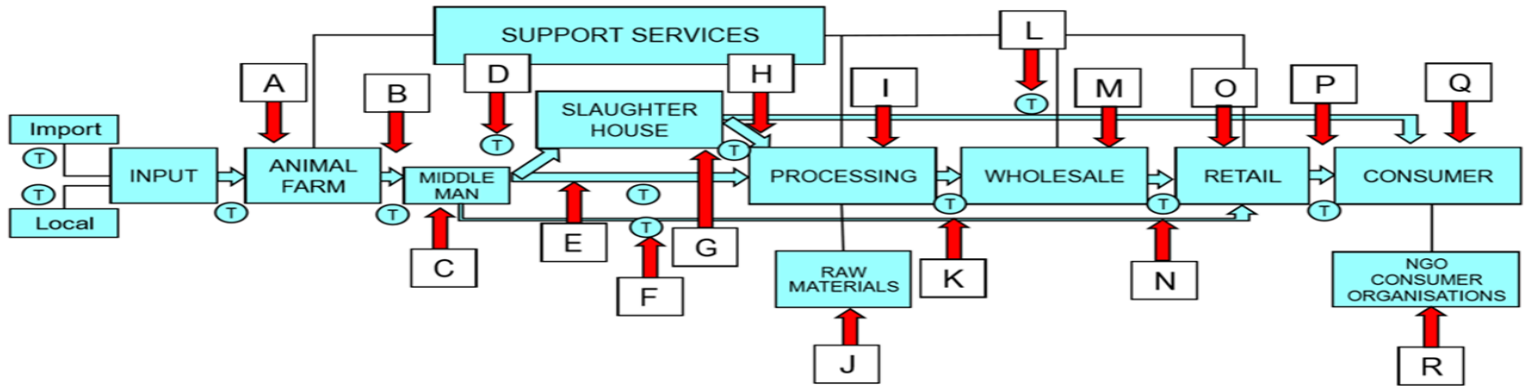 SUPPORT SERVICES
L
D
H
A
B
I
M
O
P
Q
T
SLAUGHTER
HOUSE
Import
T
T
T
INPUT
ANIMAL
FARM
MIDDLE
MAN
PROCESSING
WHOLESALE
RETAIL
CONSUMER
T
Local
T
T
T
T
T
T
T
C
E
G
F
K
N
J
R
RAW
MATERIALS
NGO
CONSUMER
ORGANISATIONS